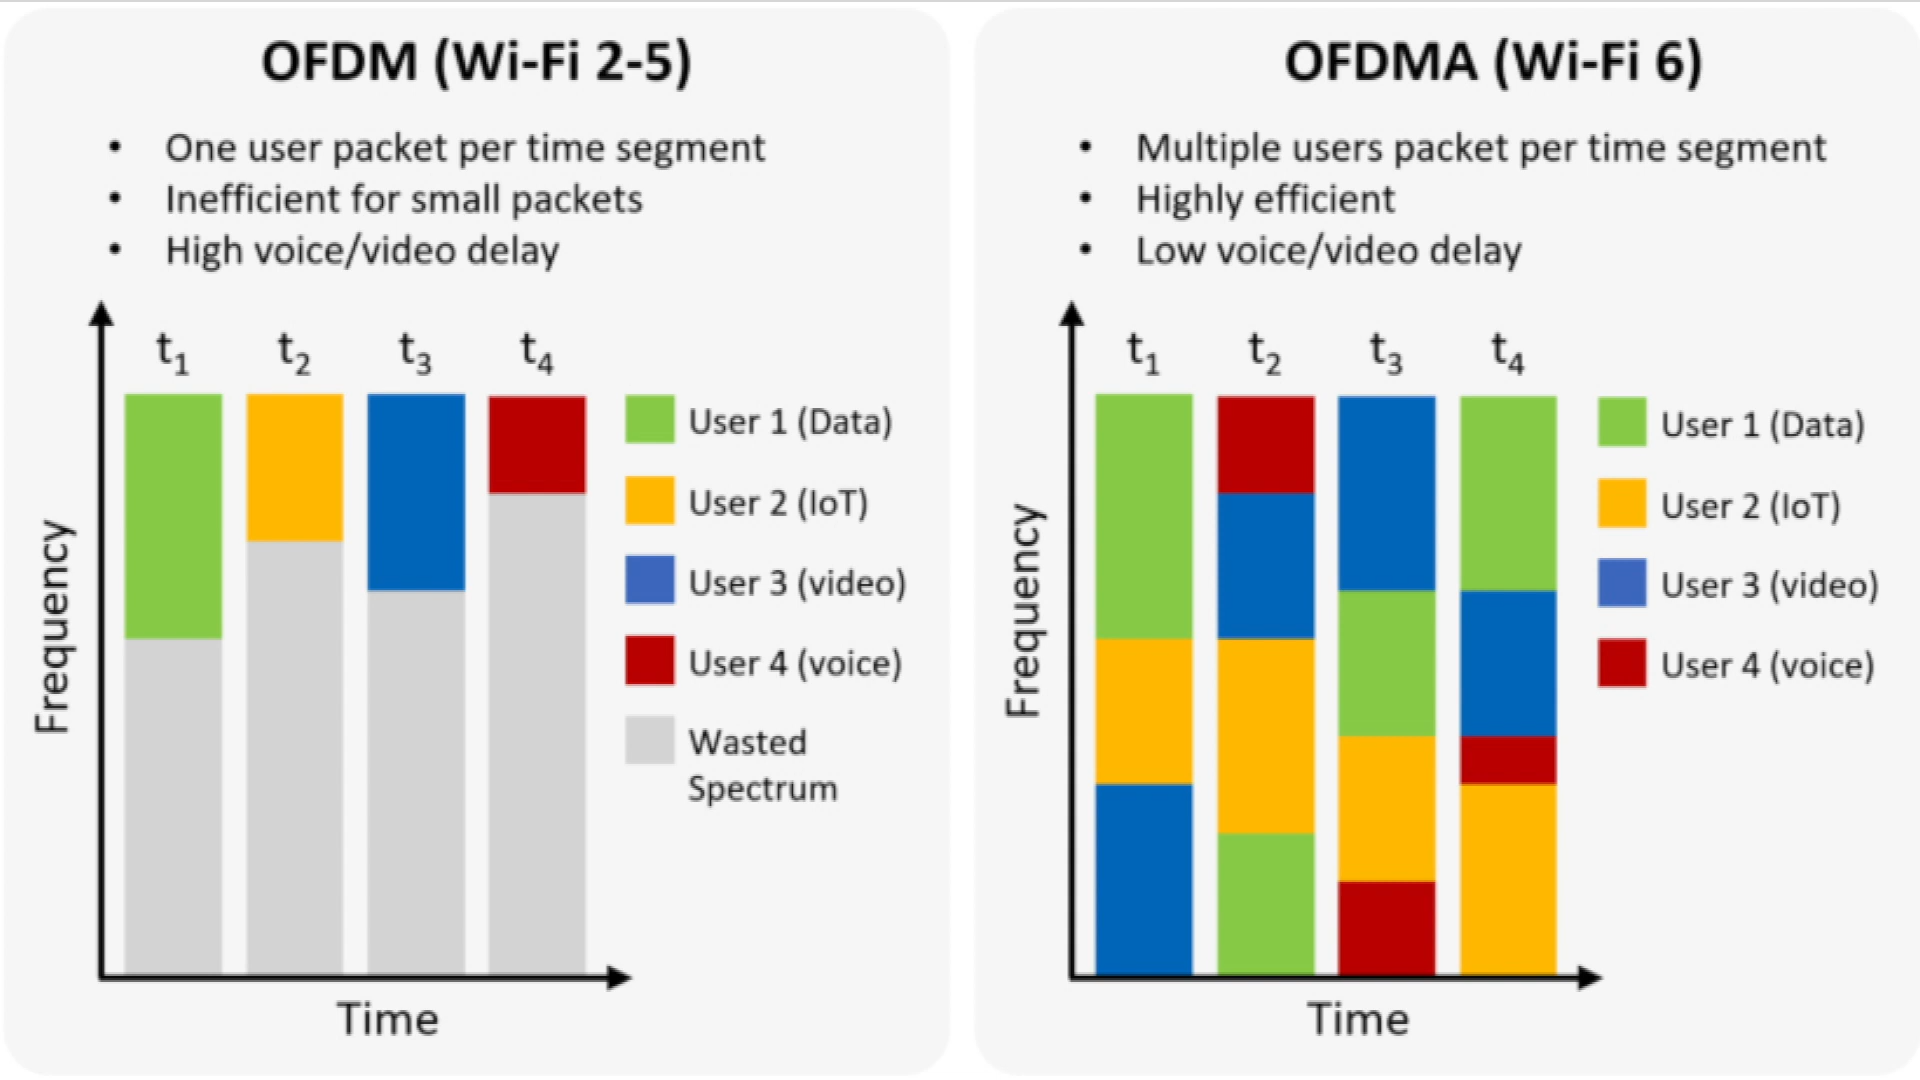 OFDM (Wi-Fi 2-5)
• One user packet per time segment
• Inefficient for small packets
• High voice/video delay
t1 t2 t3 t4
Frequency
User 1 (Data)
User 2 (IoT)
User 3 (video)
User 4 (voice)
Wasted
Spectrum
Time
OFDMA (Wi-Fi 6)
• Multiple users packet per time segment
• Highly efficient
• Low voice/video delay
t1 t2 t3 t4
Frequency
User 1 (Data)
User 2 (IoT)
User 3 (video)
User 4 (voice)
Time